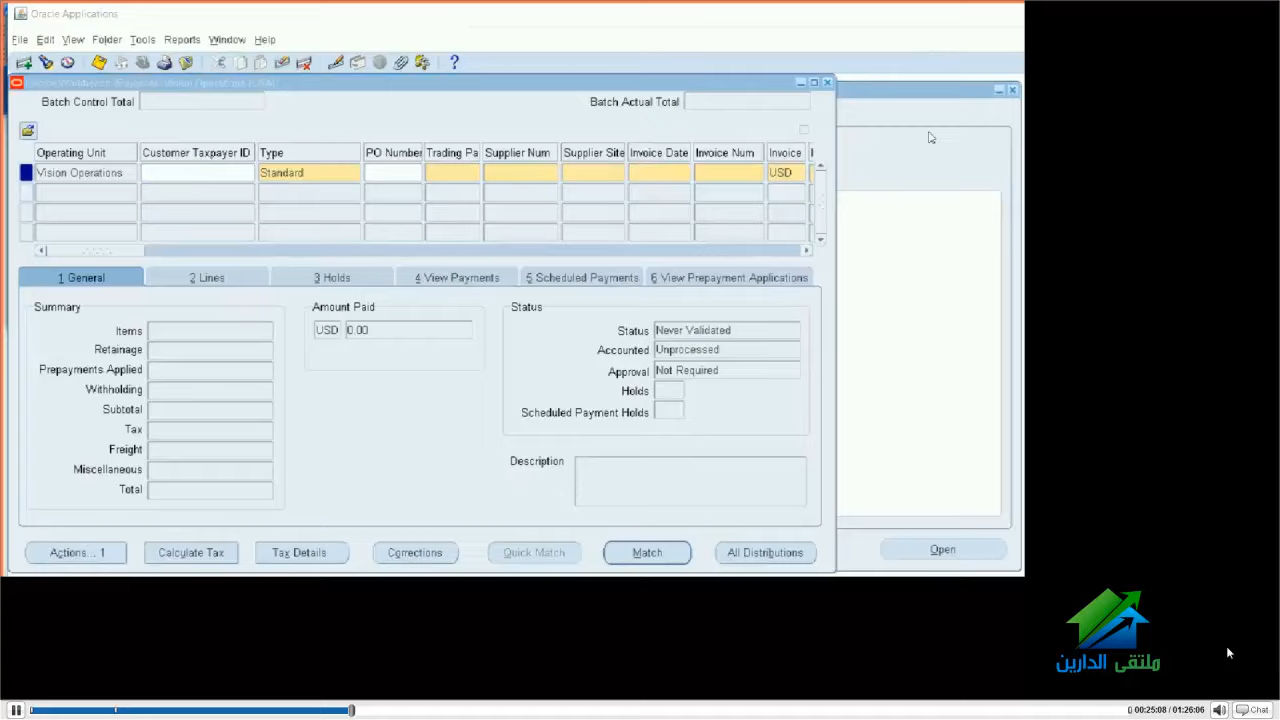 Oracle Applications
File Edit View Folder Tools Reports Window Help
Batch Control Total
Batch Actual Total
Operating Unit Customer Taxpayer ID Type PO Number Trading Pa Supplier Num Supplier Site Invoice Date Invoice Num Invoice
Vision Operations Standard USD
1 General 2 Lines 3 Holds 4 View Payments 5 Scheduled Payments 6 View Prepayment Applications
Summary Amount Paid Status
Items USD 0.00 Status Never Validated
Retainage Accounted Unprocessed
Prepayments Applied Approval Not Required
Withholding Holds
Subtotal Scheduled Payment Holds
Tax
Freight
Description
Miscellaneous
Total
Actions... 1 Calculate Tax Tax Details Corrections Quick Match Match All Distributions
Open
ملتقى الدارين
00:25:08 / 01:26:06 Chat